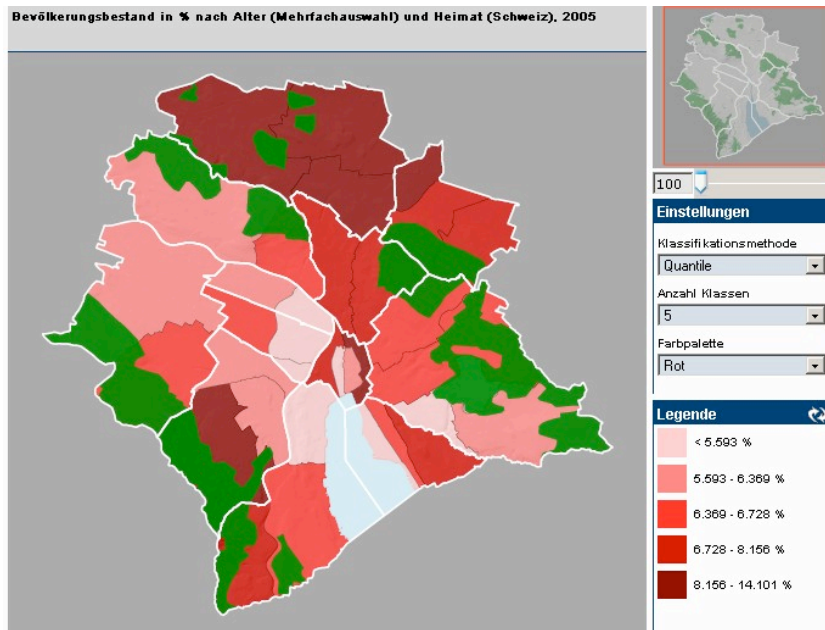 Bevölkerungsbestand in % nach Alter (Mehrfachauswahl) und Heimat (Schweiz), 2005
100
Einstellungen
Klassifikationsmethode
Quantile
Anzahl Klassen
5
Farbpalette
Rot
Legende
< 5.593 %
5.593 - 6.369 %
6.369 - 6.728 %
6.728 - 8.156 %
8.156 - 14.101 %